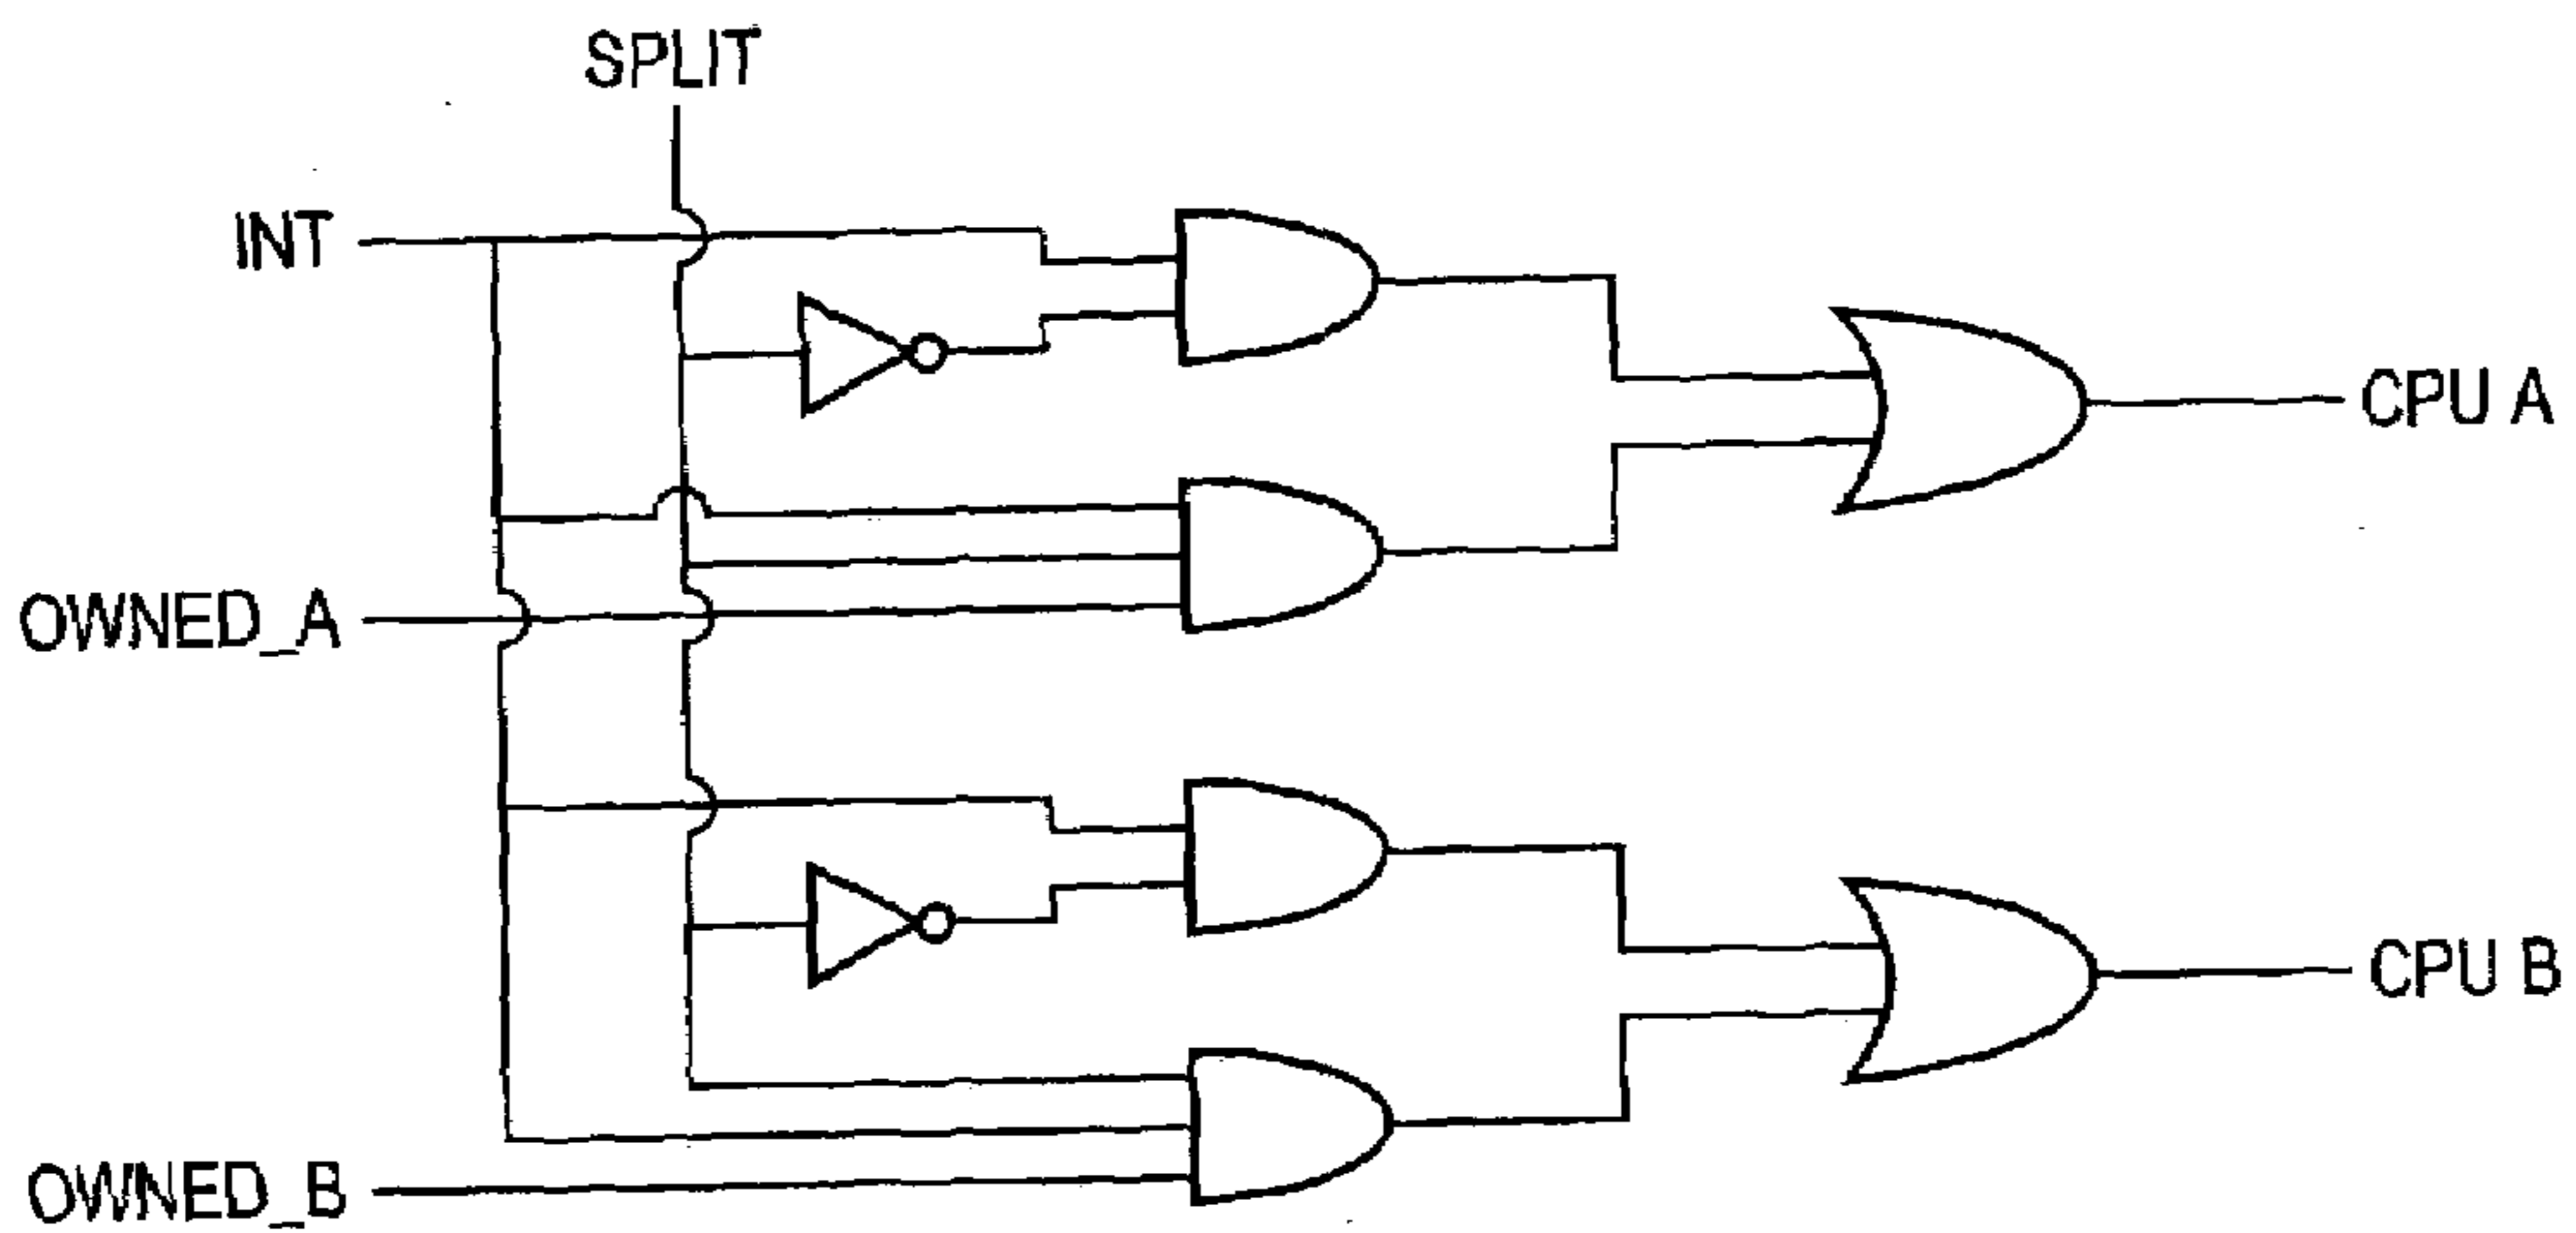 SPLIT
INT
CPU A
OWNED_A
CPU B
OWNED_B